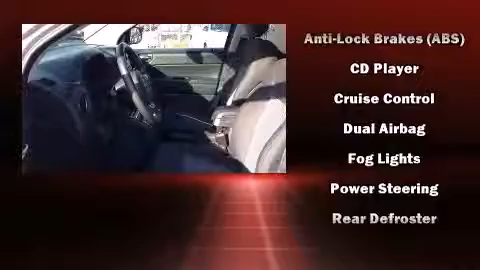 Anti-Lock Brakes (ABS)
CD Player
Cruise Control
Dual Airbag
Fog Lights
Power Steering
Rear Defroster